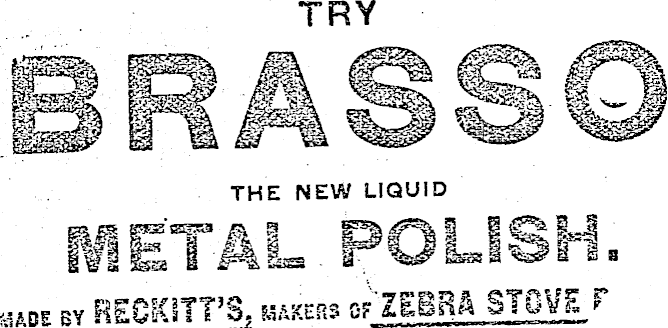 TRY
BRASSO
THE NEW LIQUID
METAL POLISH.
MADE BY RECKITT'S, MAKERS OF ZEBRA STOVE